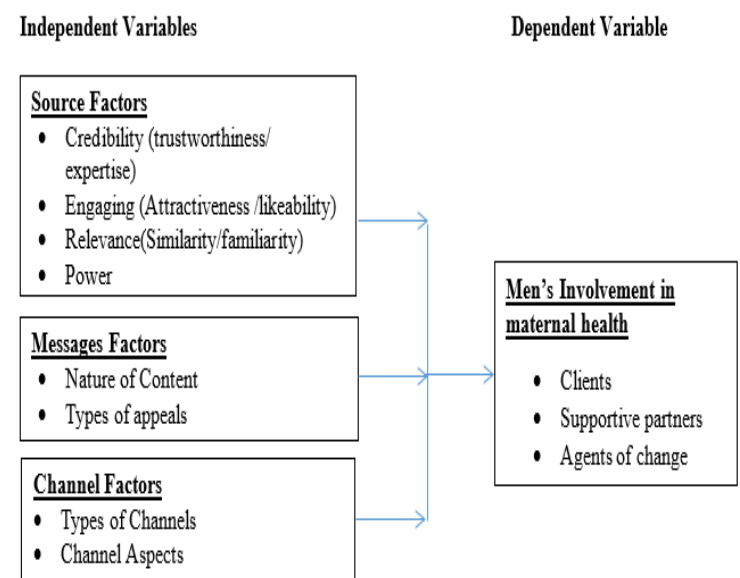 Independent Variables
Dependent Variable
Source Factors
• Credibility (trustworthiness/
expertise)
• Engaging (Attractiveness /likeability)
• Relevance(Similarity/familiarity)
• Power
Messages Factors
• Nature of Content
• Types of appeals
Channel Factors
• Types of Channels
• Channel Aspects
Men's Involvement in
maternal health
• Clients
• Supportive partners
• Agents of change